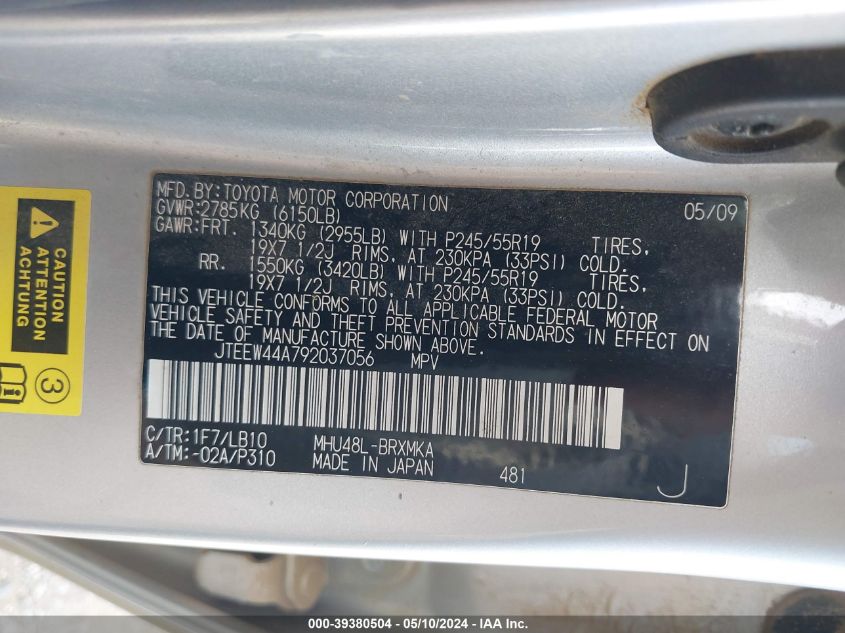 CAUTION
ATTENTION
ACHTUNG
3
MFD. BY: TOYOTA MOTOR CORPORATION 05/09
GVWR: 2785KG (6150LB)
GAWR: FRT. 1340KG (2955LB) WITH P245/55R19 TIRES,
19X7 1/2J RIMS, AT 230KPA (33PSI) COLD.
RR. 1550KG (3420LB) WITH P245/55R19 TIRES,
19X7 1/2J RIMS, AT 230KPA (33PSI) COLD.
THIS VEHICLE CONFORMS TO ALL APPLICABLE FEDERAL MOTOR
VEHICLE SAFETY AND THEFT PREVENTION STANDARDS IN EFFECT ON
THE DATE OF MANUFACTURE SHOWN ABOVE.
JTEEW44A792037056 MPV
C/TR: 1F7/LB10 MHU48L-BRXMKA
A/TM: -02A/P310 MADE IN JAPAN 481 J
000-39380504 - 05/10/2024 - IAA Inc.